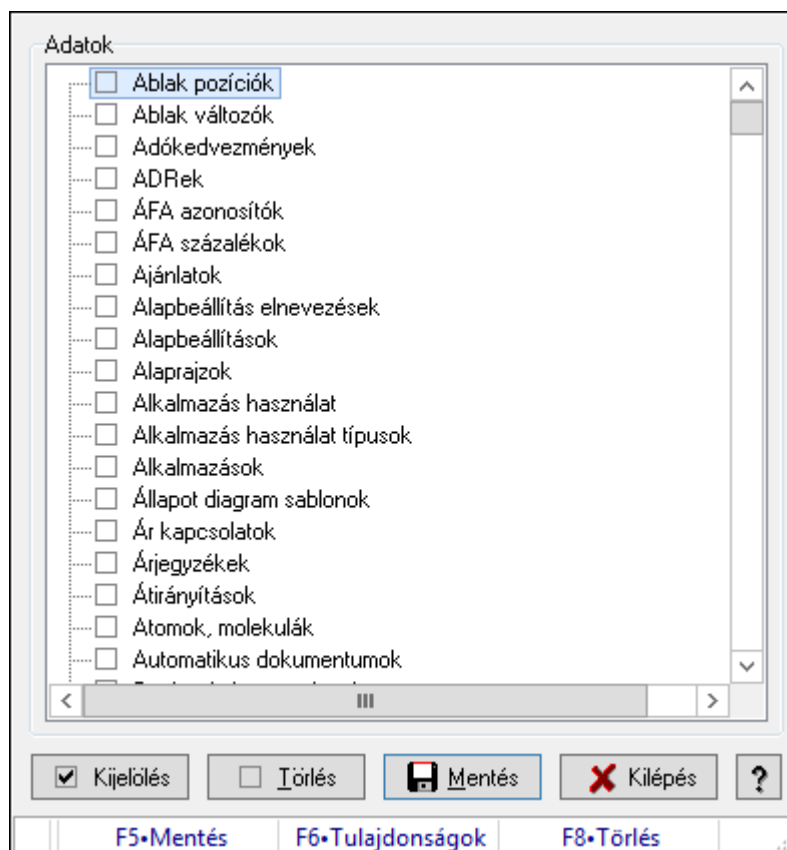 Adatok
Ablak pozíciók
Ablak változók
Adókedvezmények
ADRek
ÁFA azonosítók
ÁFA százalékok
Ajánlatok
Alapbeállítás elnevezések
Alapbeállítások
Alaprajzok
Alkalmazás használat
Alkalmazás használat típusok
Alkalmazások
Állapot diagram sablonok
Ár kapcsolatok
Árjegyzékek
Átirányítások
Atomok, molekulák
Automatikus dokumentumok
Kijelölés Törlés Mentés Kilépés ?
F5•Mentés F6•Tulajdonságok F8•Törlés